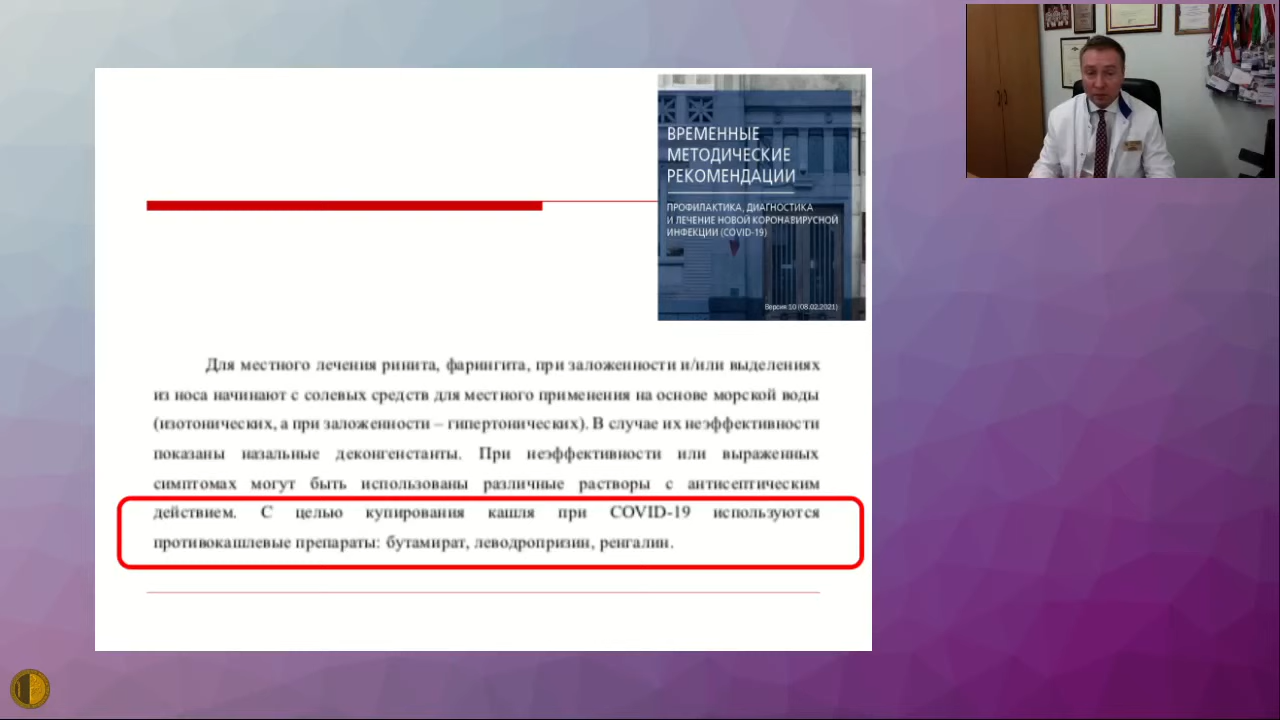 ВРЕМЕННЫЕ
МЕТОДИЧЕСКИЕ
РЕКОМЕНДАЦИИ
ПРОФИЛАКТИКА, ДИАГНОСТИКА
И ЛЕЧЕНИЕ НОВОЙ КОРОНАВИРУСНОЙ
ИНФЕКЦИИ (COVID-19)
Версия 10 (08.02.2021)
Для местного лечения ринита, фарингита, при заложенности и/или выделениях
из носа начинают с солевых средств для местного применения на основе морской воды
(изотонических, а при заложенности – гипертонических). В случае их неэффективности
показаны назальные деконгенстанты. При неэффективности или выраженных
симптомах могут быть использованы различные растворы с антисептическим
действием. С целью купирования кашля при COVID-19 используются
противокашлевые препараты: бутамират, леводропризин, ренгалин.